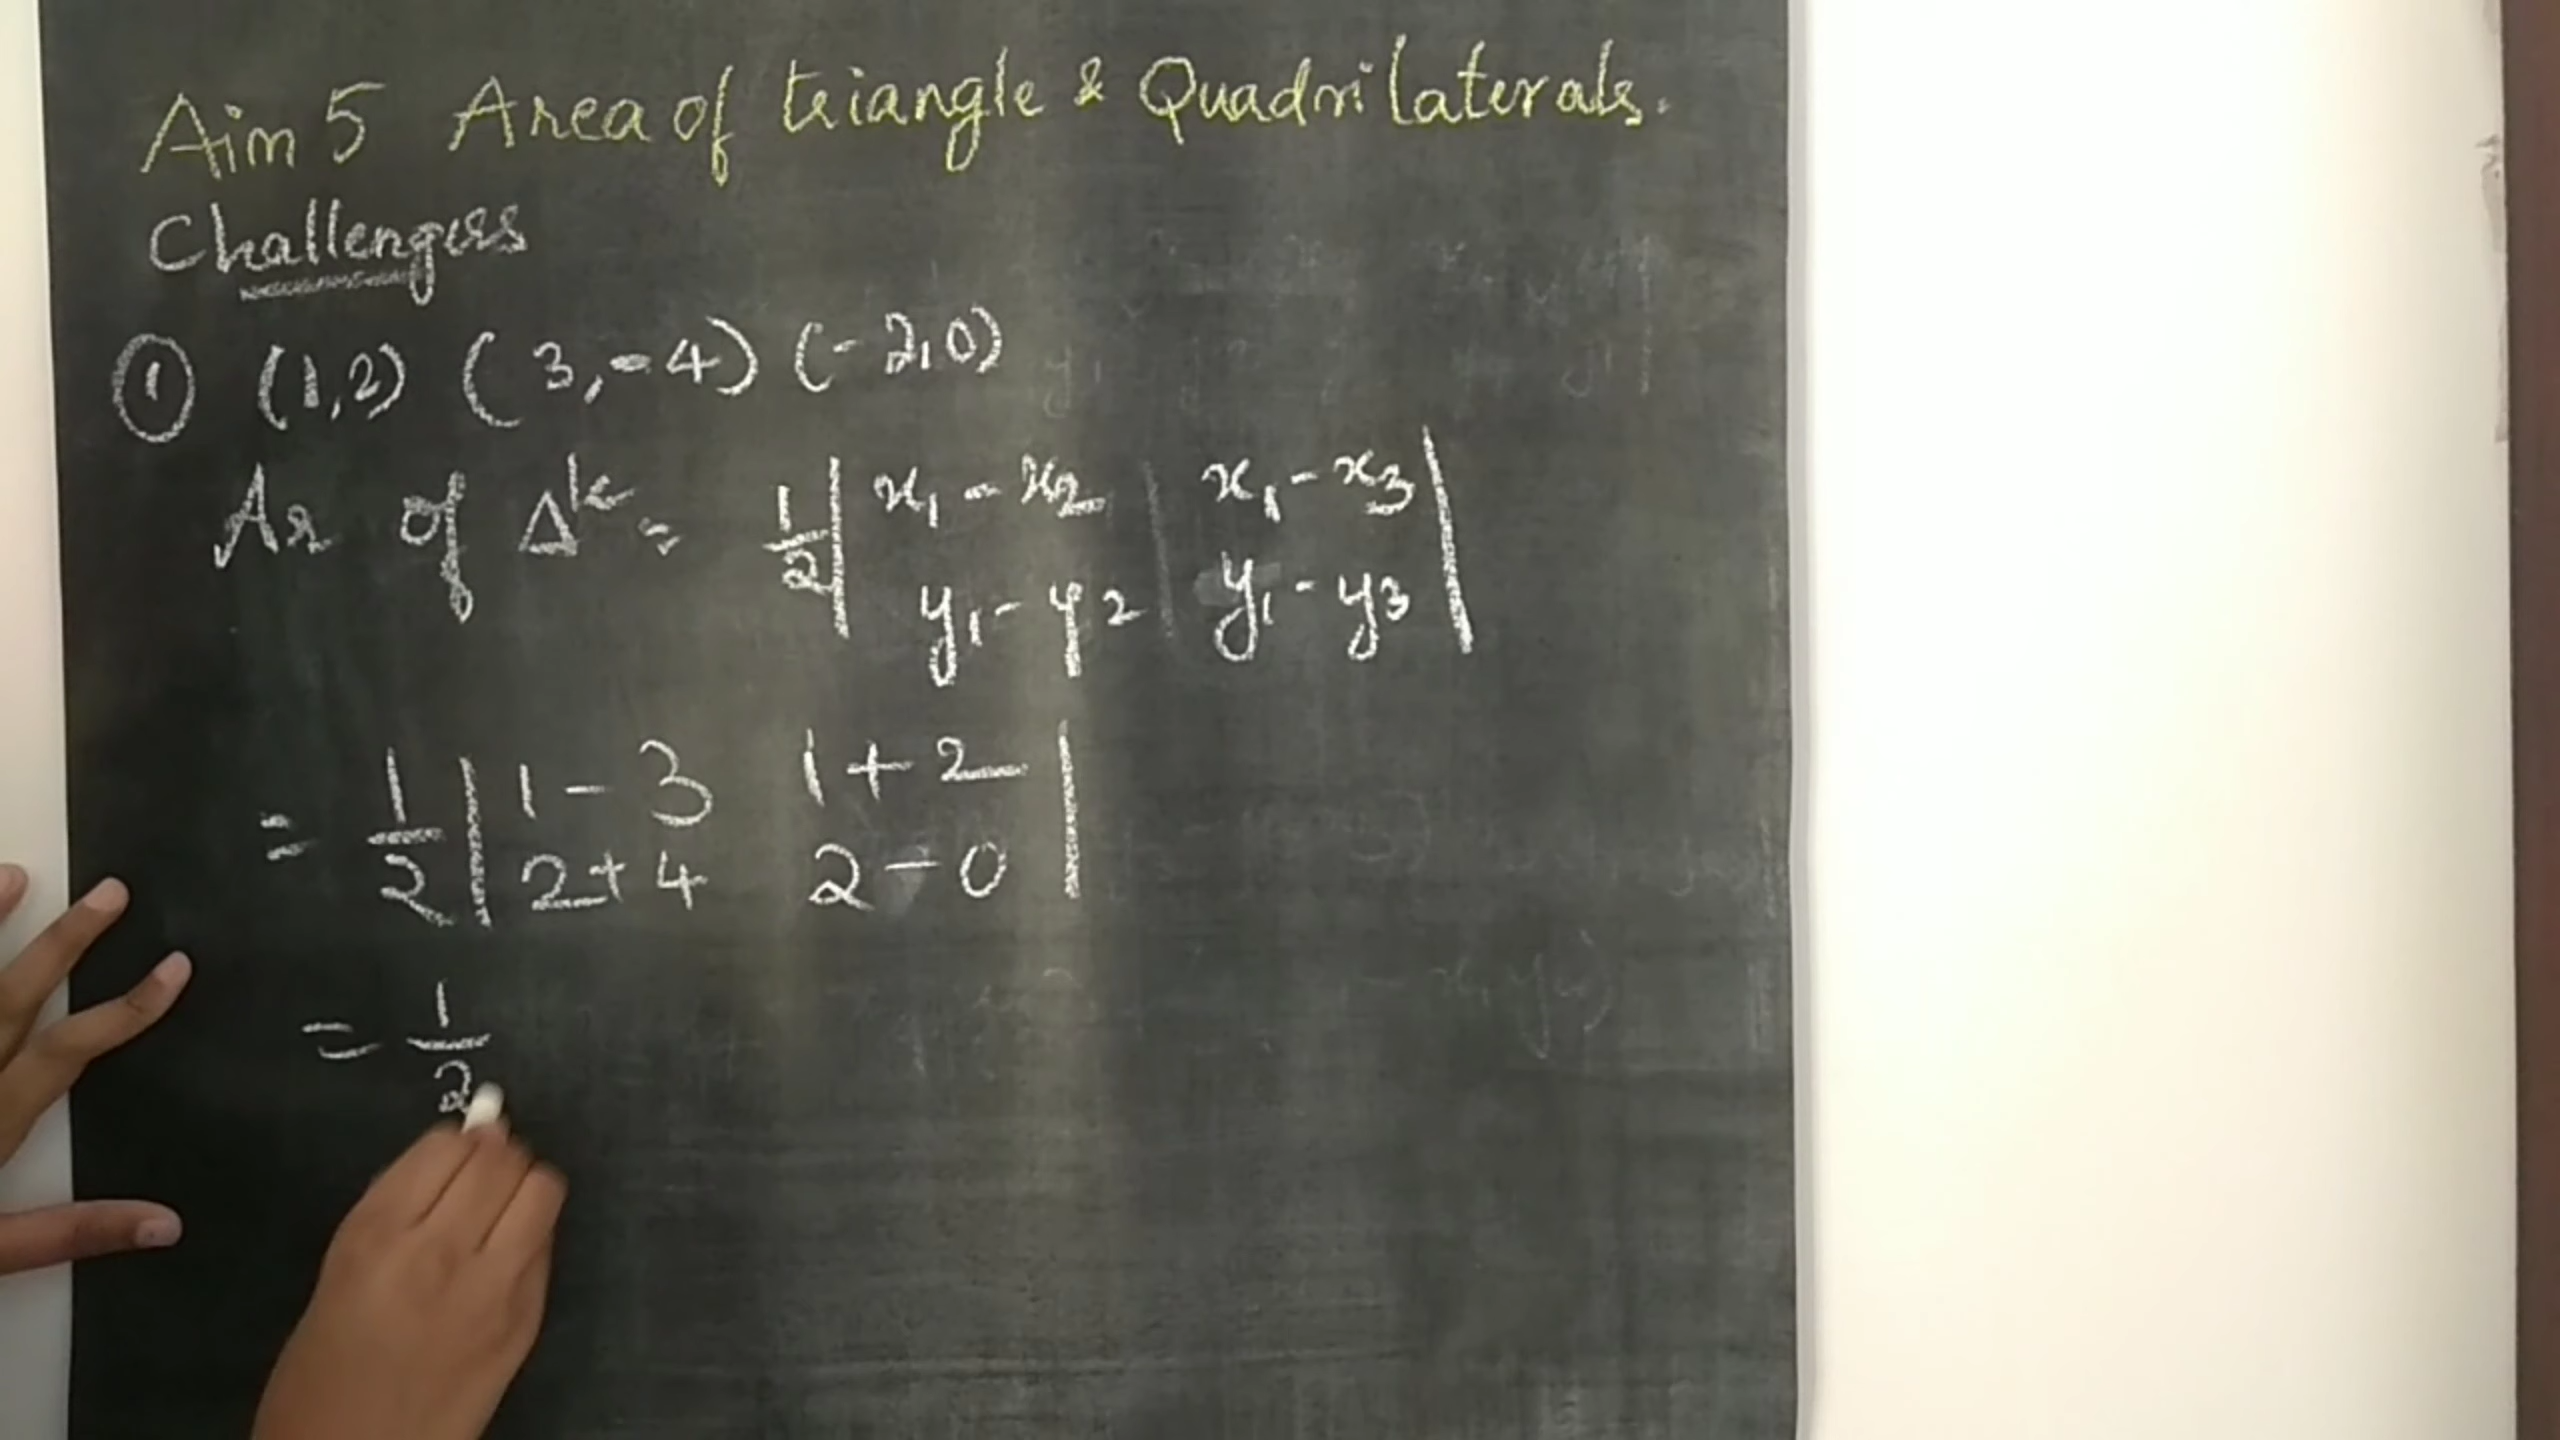 Aim 5 Area of triangle & Quadrilaterals.
Challengers
① (1,2) (3,-4) (-2,0)
Ar of Δle = 1/2 | x₁ - x₂ x₁ - x₃ |
y₁ - y₂ y₁ - y₃
= 1/2 | 1 - 3 1 + 2 |
2 + 4 2 - 0
= 1/2